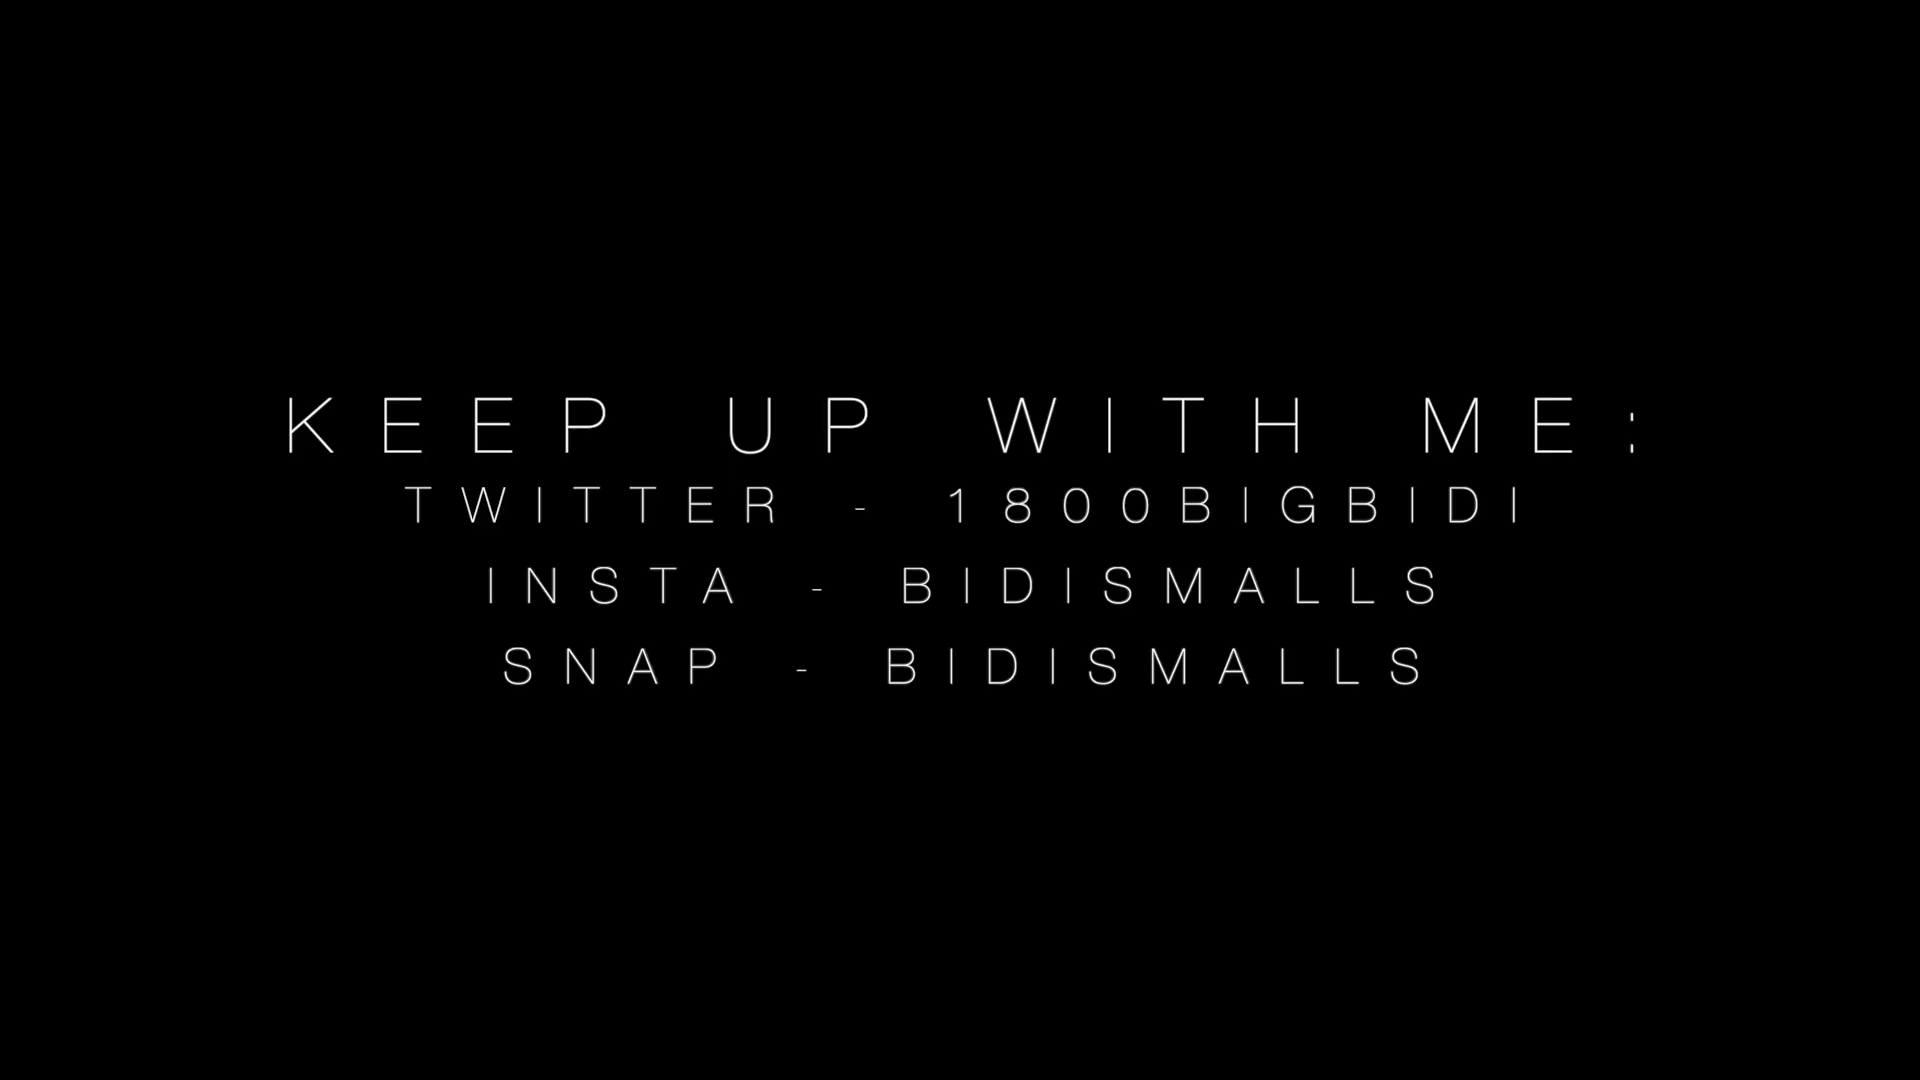 KEEP UP WITH ME:
TWITTER - 1800BIGBIDI
INSTA - BIDISMALLS
SNAP - BIDISMALLS